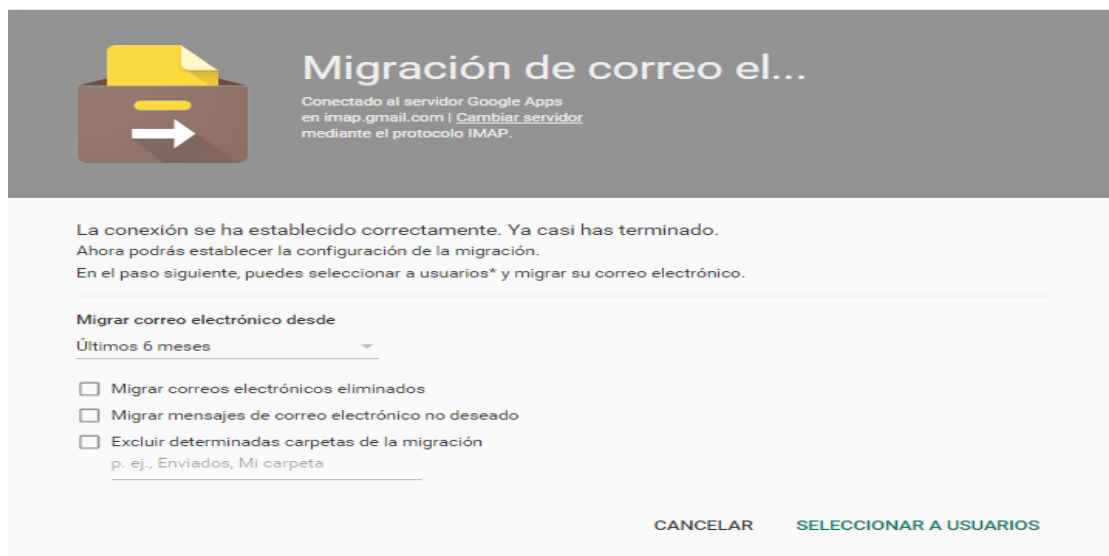 Migración de correo el...
Conectado al servidor Google Apps
en imap.gmail.com | Cambiar servidor
mediante el protocolo IMAP.
La conexión se ha establecido correctamente. Ya casi has terminado.
Ahora podrás establecer la configuración de la migración.
En el paso siguiente, puedes seleccionar a usuarios* y migrar su correo electrónico.
Migrar correo electrónico desde
Últimos 6 meses
Migrar correos electrónicos eliminados
Migrar mensajes de correo electrónico no deseado
Excluir determinadas carpetas de la migración
p. ej., Enviados, Mi carpeta
CANCELAR SELECCIONAR A USUARIOS